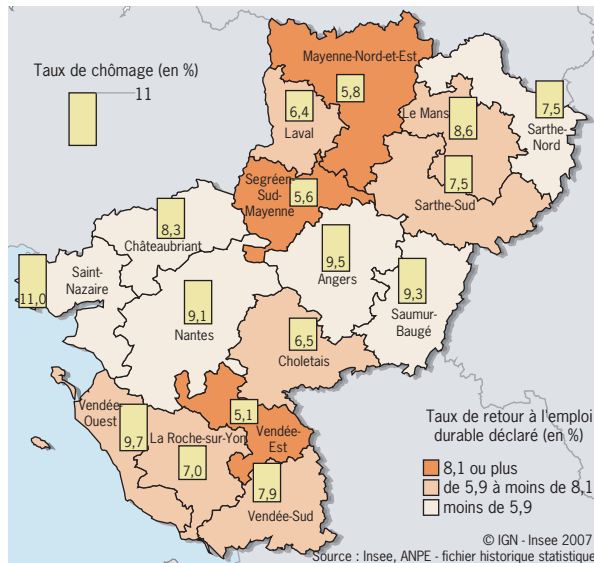 Taux de chômage (en %)
11
Mayenne-Nord-et-Est
5,8
6,4
Laval
Le Mans
8,6
7,5
Sarthe-
Nord
7,5
Sarthe-Sud
Segréen-
Sud-
Mayenne
5,6
8,3
Châteaubriant
Saint-
Nazaire
11,0
9,5
Angers
9,3
Saumur-
Baugé
9,1
Nantes
6,5
Choletais
5,1
Vendée-
Est
Vendée-
Ouest
9,7
La Roche-sur-Yon
7,0
7,9
Vendée-Sud
Taux de retour à l'emploi
durable déclaré (en %)
8,1 ou plus
de 5,9 à moins de 8,1
moins de 5,9
© IGN - Insee 2007
Source : Insee, ANPE - fichier historique statistique